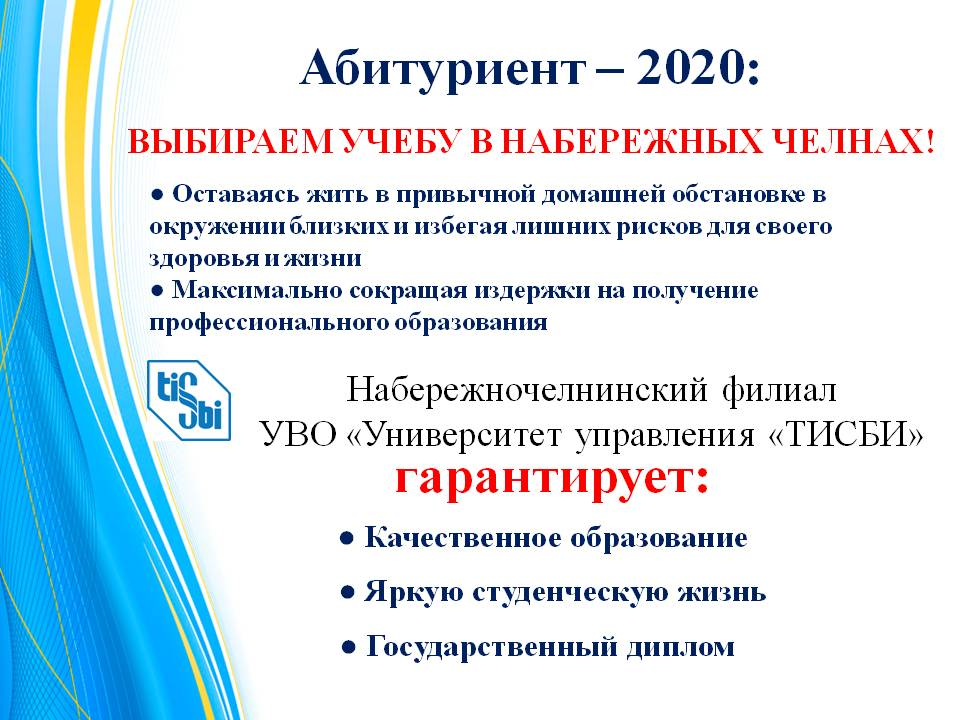 Абитуриент – 2020:
ВЫБИРАЕМ УЧЕБУ В НАБЕРЕЖНЫХ ЧЕЛНАХ!
● Оставаясь жить в привычной домашней обстановке в
окружении близких и избегая лишних рисков для своего
здоровья и жизни
● Максимально сокращая издержки на получение
профессионального образования
tis
bi
Набережночелнинский филиал
УВО «Университет управления «ТИСБИ»
гарантирует:
● Качественное образование
● Яркую студенческую жизнь
● Государственный диплом